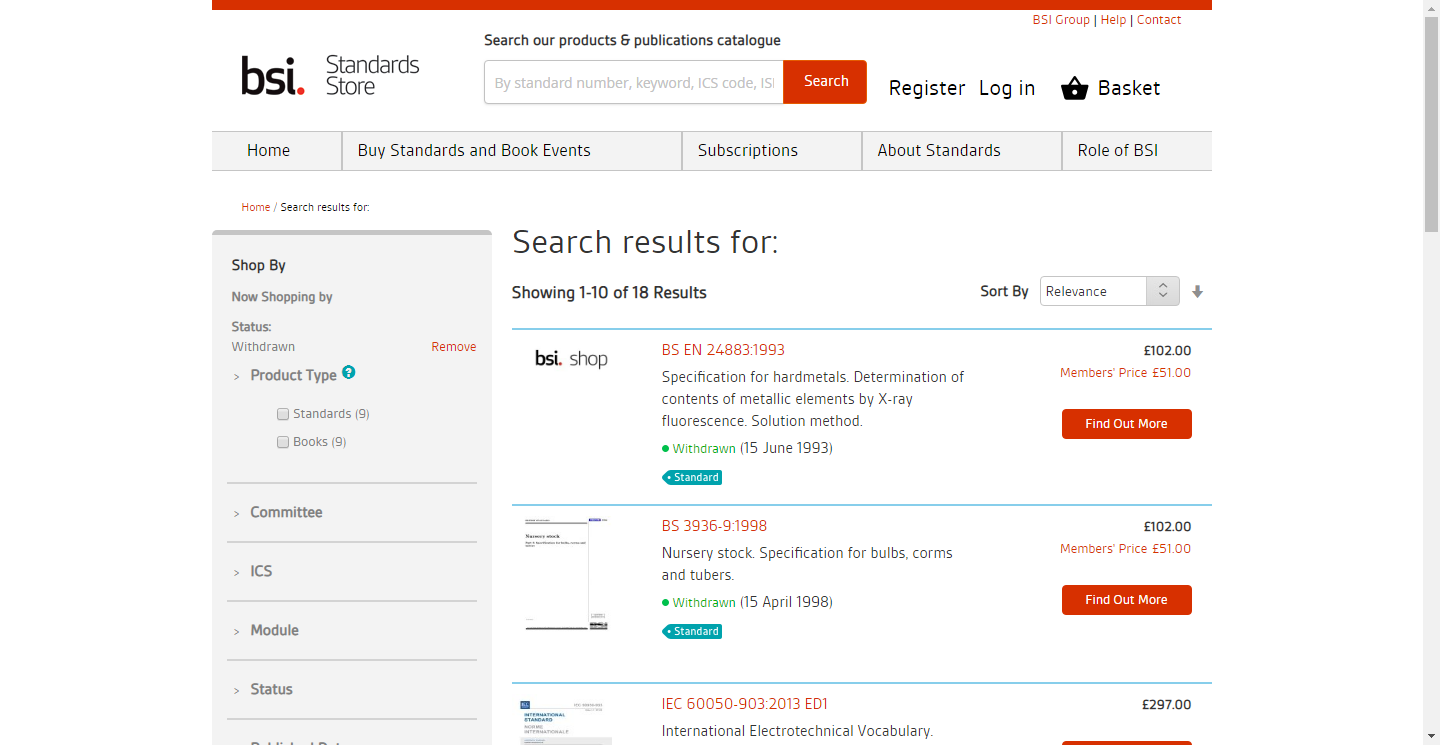 BSI Group | Help | Contact
Search our products & publications catalogue
bsi. Standards Store
By standard number, keyword, ICS code, ISI
Search
Register Log in Basket
Home
Buy Standards and Book Events
Subscriptions
About Standards
Role of BSI
Home / Search results for:
Shop By
Now Shopping by
Status:
Withdrawn Remove
> Product Type ?
Standards (9)
Books (9)
> Committee
> ICS
> Module
> Status
Search results for:
Showing 1-10 of 18 Results
Sort By Relevance
bsi. shop
BS EN 24883:1993
£102.00
Members' Price £51.00
Specification for hardmetals. Determination of
contents of metallic elements by X-ray
fluorescence. Solution method.
Find Out More
Withdrawn (15 June 1993)
Standard
Nursery stock
BS 3936-9:1998
£102.00
Members' Price £51.00
Nursery stock. Specification for bulbs, corms
and tubers.
Find Out More
Withdrawn (15 April 1998)
Standard
INTERNATIONAL
STANDARD
NORME
INTERNATIONALE
IEC 60050-903:2013 ED1
£297.00
International Electrotechnical Vocabulary.